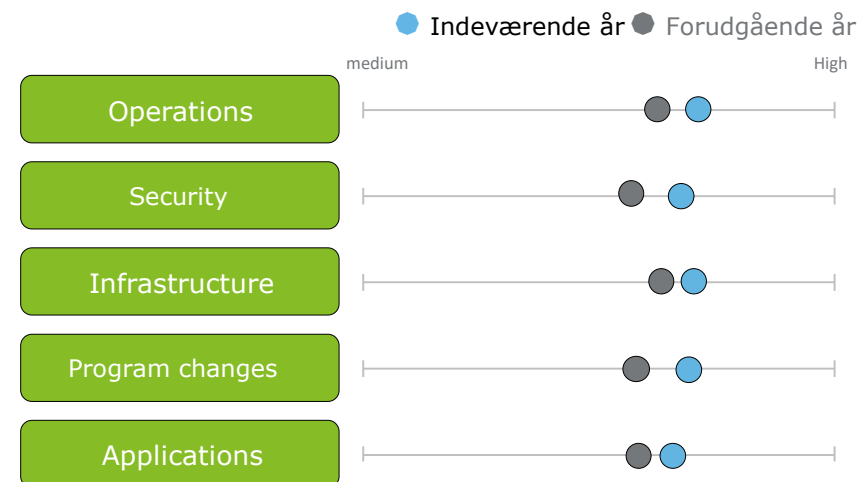 Indeværende år Forudgående år
medium High
Operations
Security
Infrastructure
Program changes
Applications